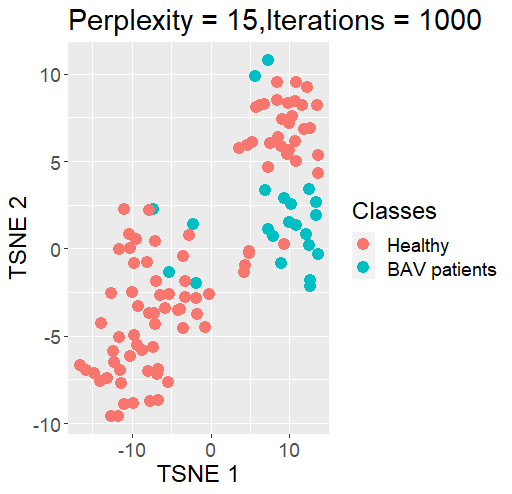 Perplexity = 15,Iterations = 1000
10
5
0
-5
-10
-10
0
10
TSNE 1
TSNE 2
Classes
Healthy
BAV patients